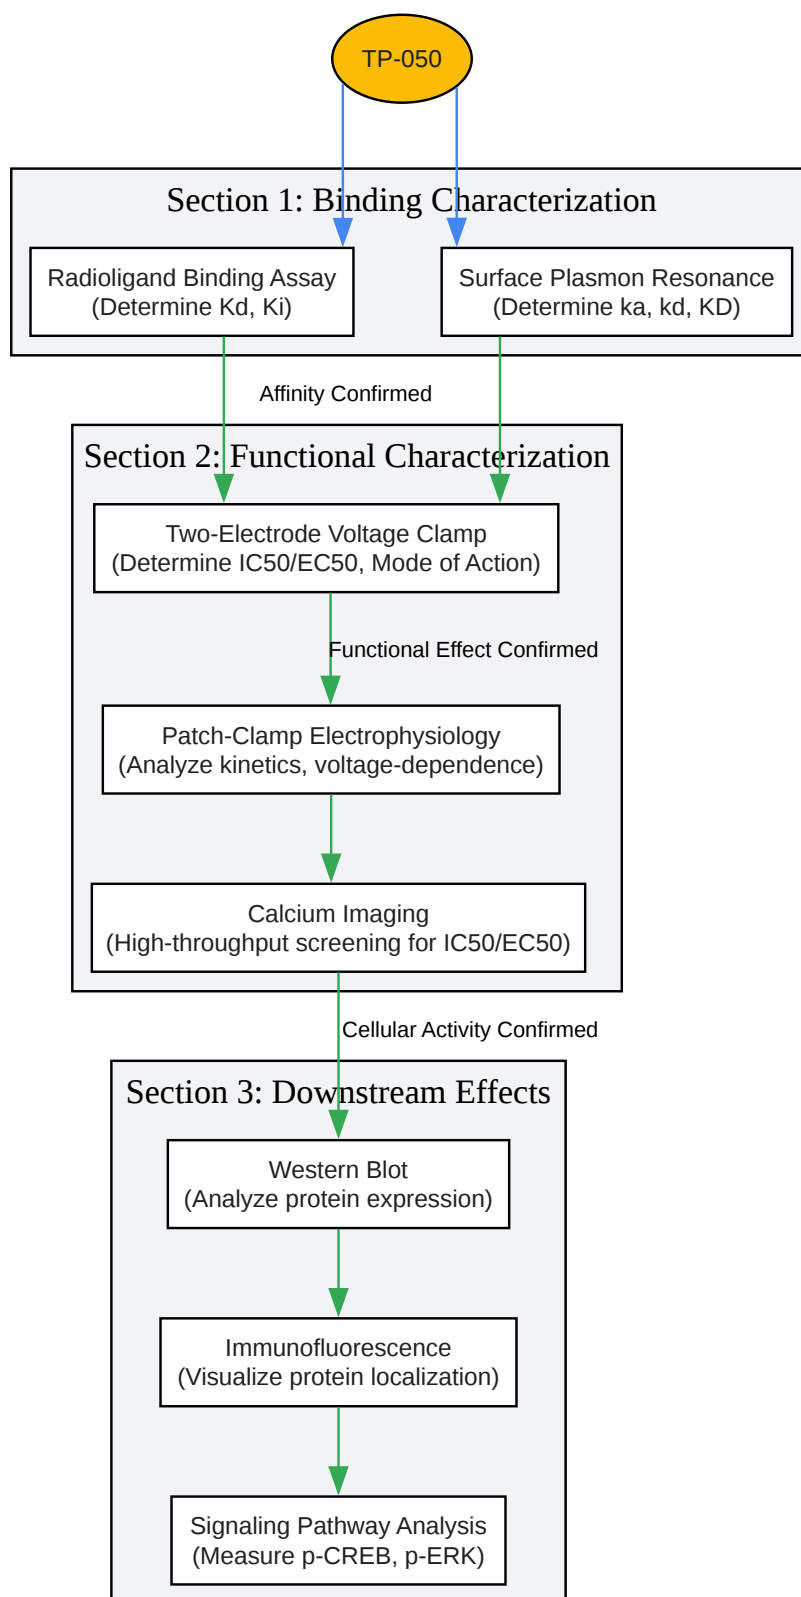 TP-050
Section 1: Binding Characterization
Radioligand Binding Assay
(Determine Kd, Ki)
Surface Plasmon Resonance
(Determine ka, kd, KD)
Affinity Confirmed
Section 2: Functional Characterization
Two-Electrode Voltage Clamp
(Determine IC50/EC50, Mode of Action)
Functional Effect Confirmed
Patch-Clamp Electrophysiology
(Analyze kinetics, voltage-dependence)
Calcium Imaging
(High-throughput screening for IC50/EC50)
Cellular Activity Confirmed
Section 3: Downstream Effects
Western Blot
(Analyze protein expression)
Immunofluorescence
(Visualize protein localization)
Signaling Pathway Analysis
(Measure p-CREB, p-ERK)